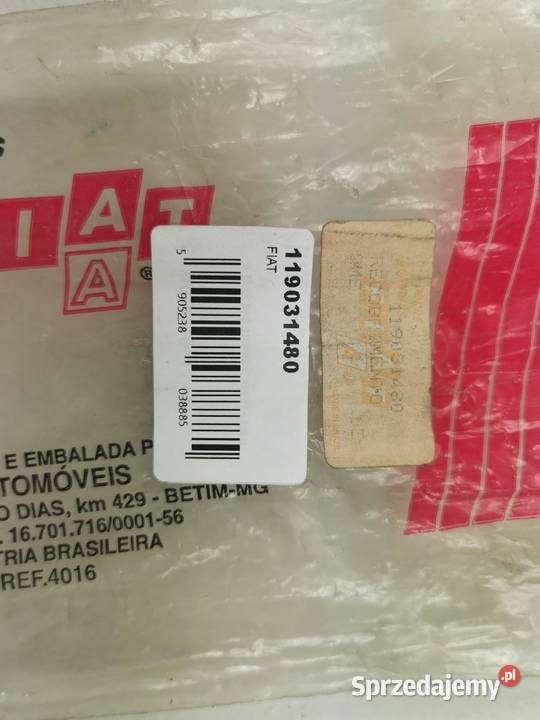 S
IAT
A
®
119031480
FIAT
5 905238 038885
119031480
E EMBALADA P
TOMÓVEIS
O DIAS, km 429 - BETIM-MG
. 16.701.716/0001-56
TRIA BRASILEIRA
REF.4016
Sprzedajemy.pl